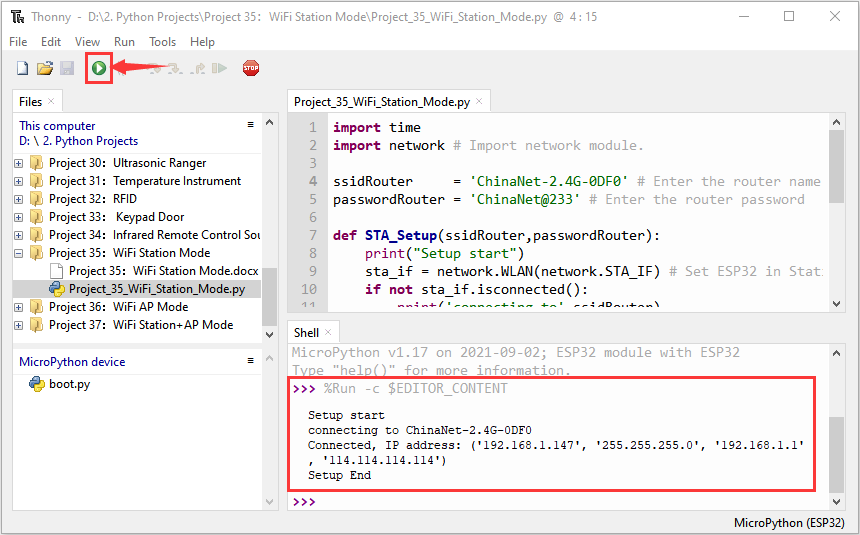 Thonny - D:\2. Python Projects\Project 35： WiFi Station Mode\Project_35_WiFi_Station_Mode.py @ 4 : 15
File Edit View Run Tools Help
STOP
Files
This computer
D: \ 2. Python Projects
Project 30： Ultrasonic Ranger
Project 31： Temperature Instrument
Project 32： RFID
Project 33： Keypad Door
Project 34： Infrared Remote Control Sou
Project 35： WiFi Station Mode
Project 35： WiFi Station Mode.docx
Project_35_WiFi_Station_Mode.py
Project 36： WiFi AP Mode
Project 37： WiFi Station+AP Mode
MicroPython device
boot.py
Project_35_WiFi_Station_Mode.py
1 import time
2 import network # Import network module.
3
4 ssidRouter     = 'ChinaNet-2.4G-0DF0' # Enter the router name
5 passwordRouter = 'ChinaNet@233' # Enter the router password
6
7 def STA_Setup(ssidRouter,passwordRouter):
8     print("Setup start")
9     sta_if = network.WLAN(network.STA_IF) # Set ESP32 in Stat
10     if not sta_if.isconnected():
11         print('connecting to',ssidRouter)
Shell
MicroPython v1.17 on 2021-09-02; ESP32 module with ESP32
Type "help()" for more information.
>>> %Run -c $EDITOR_CONTENT
Setup start
connecting to ChinaNet-2.4G-0DF0
Connected, IP address: ('192.168.1.147', '255.255.255.0', '192.168.1.1'
, '114.114.114.114')
Setup End
>>>
MicroPython (ESP32)